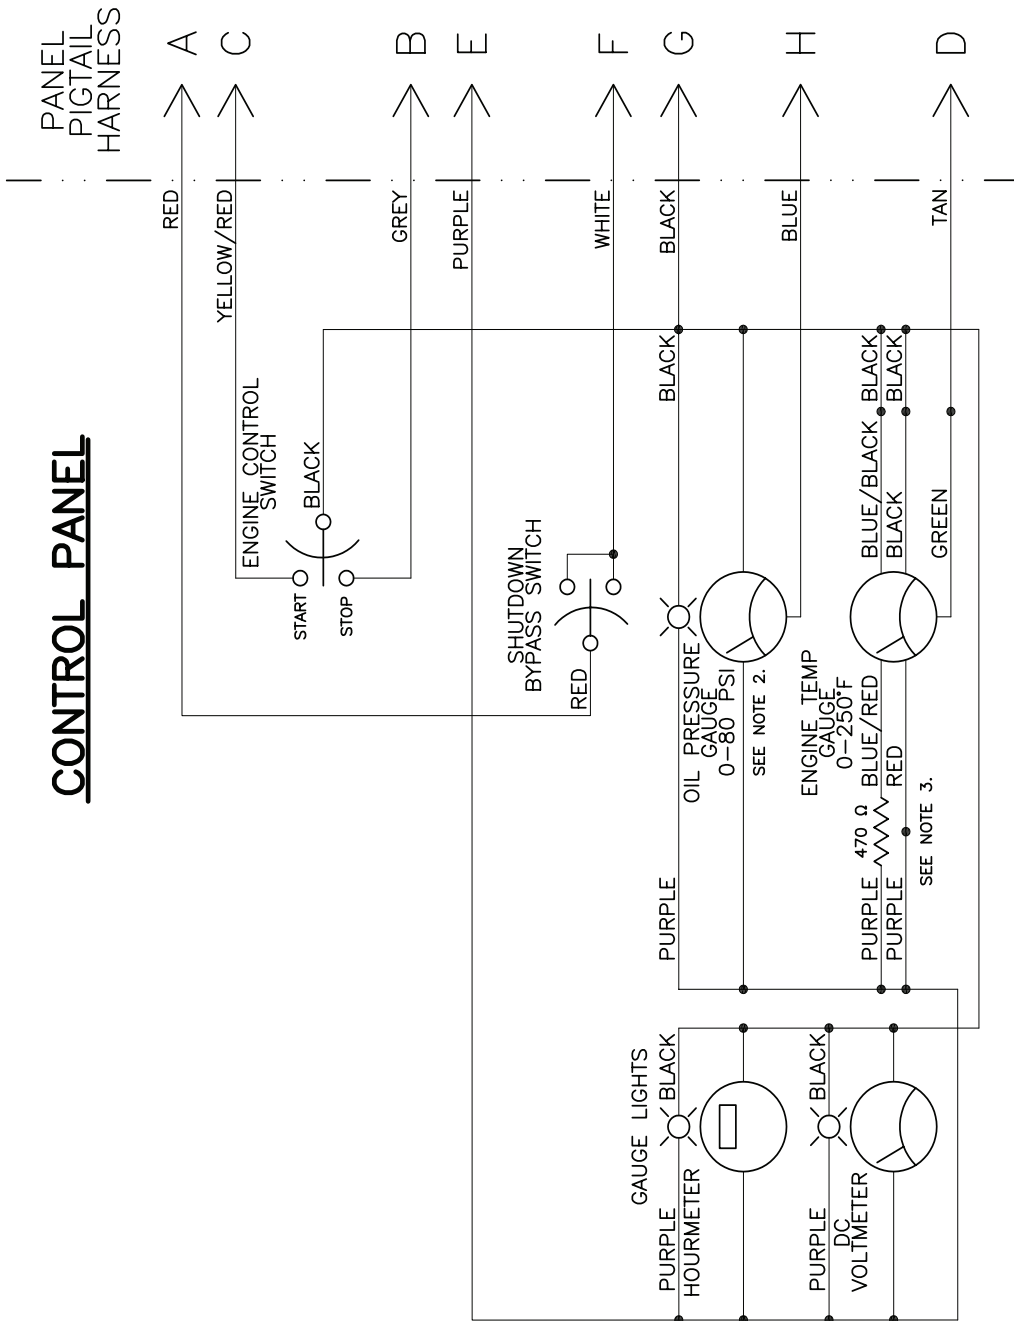 CONTROL PANEL
PANEL
PIGTAIL
HARNESS
A
C
B
E
F
G
H
D
RED
YELLOW/RED
GREY
PURPLE
WHITE
BLACK
BLUE
TAN
ENGINE CONTROL
SWITCH
BLACK
START
STOP
SHUTDOWN
BYPASS SWITCH
RED
BLACK
BLACK
BLACK
BLUE/BLACK
BLACK
GREEN
OIL PRESSURE
GAUGE
0-80 PSI
SEE NOTE 2.
ENGINE TEMP
GAUGE
0-250°F
BLUE/RED
RED
470 Ω
SEE NOTE 3.
PURPLE
PURPLE
PURPLE
GAUGE LIGHTS
BLACK
BLACK
PURPLE
HOURMETER
PURPLE
DC
VOLTMETER